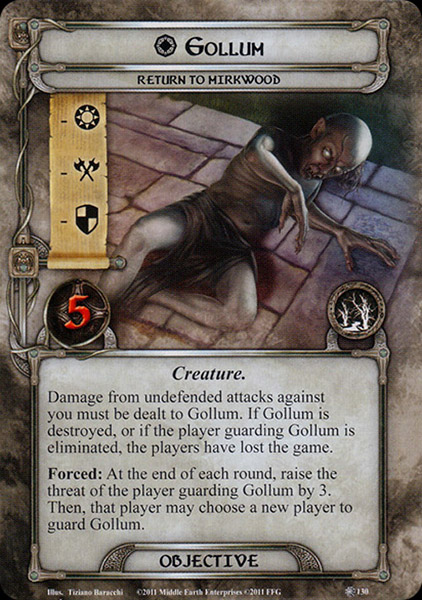 Gollum
Return to Mirkwood
-
-
-
5
Creature.
Damage from undefended attacks against
you must be dealt to Gollum. If Gollum is
destroyed, or if the player guarding Gollum is
eliminated, the players have lost the game.
Forced: At the end of each round, raise the
threat of the player guarding Gollum by 3.
Then, that player may choose a new player to
guard Gollum.
OBJECTIVE
Illus. Tiziano Baracchi ©2011 Middle Earth Enterprises ©2011 FFG 130